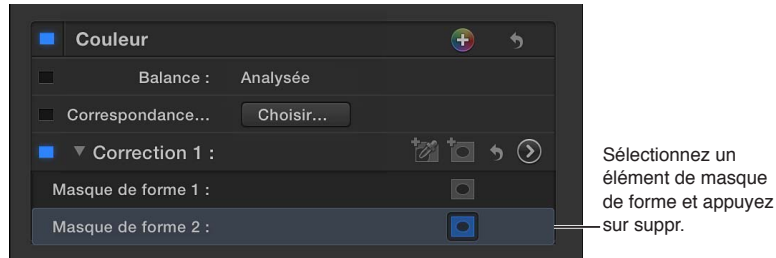 Couleur
Balance : Analysée
Correspondance... Choisir...
Correction 1 :
Masque de forme 1 :
Masque de forme 2 :
Sélectionnez un
élément de masque
de forme et appuyez
sur suppr.